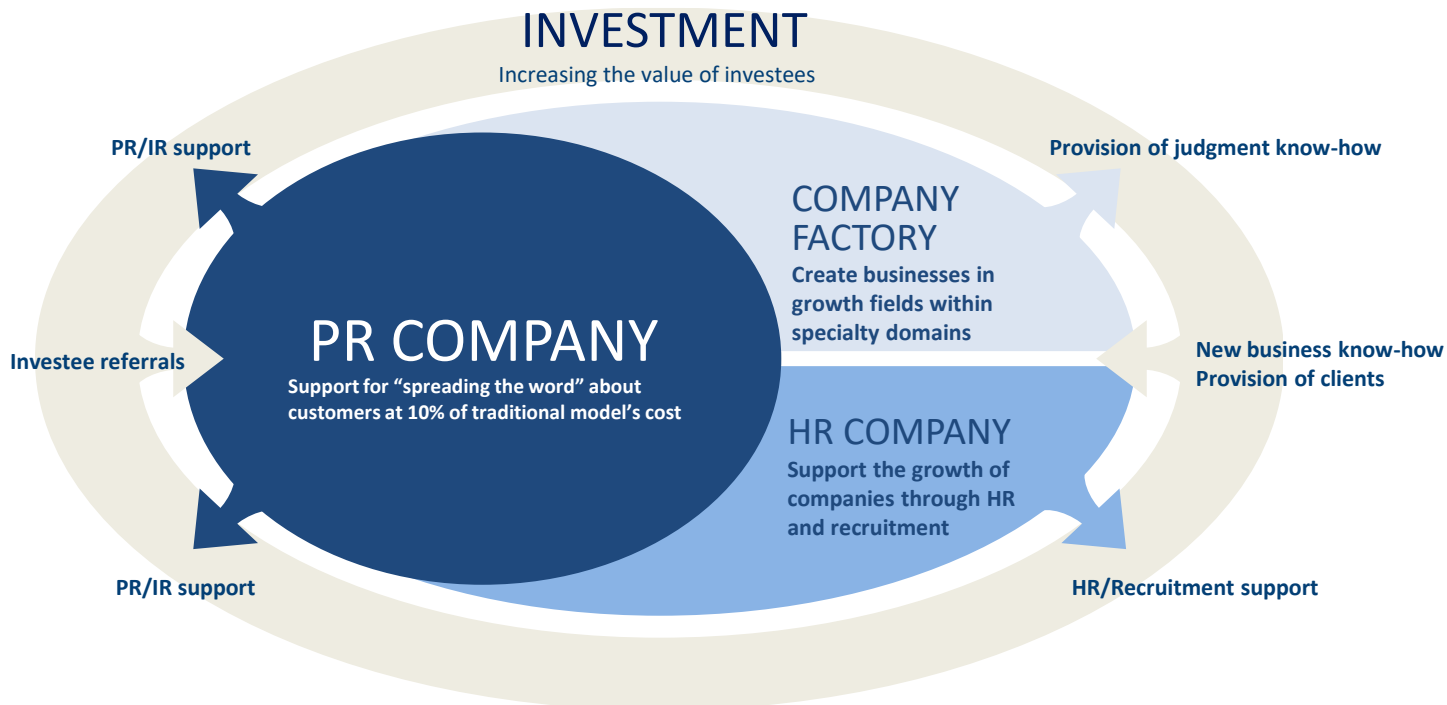 INVESTMENT
Increasing the value of investees
PR/IR support
Provision of judgment know-how
COMPANY
FACTORY
Create businesses in
growth fields within
specialty domains
PR COMPANY
Support for “spreading the word” about
customers at 10% of traditional model’s cost
Investee referrals
New business know-how
Provision of clients
HR COMPANY
Support the growth of
companies through HR
and recruitment
PR/IR support
HR/Recruitment support